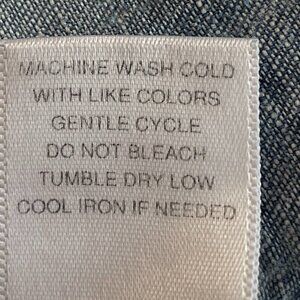 MACHINE WASH COLD
WITH LIKE COLORS
GENTLE CYCLE
DO NOT BLEACH
TUMBLE DRY LOW
COOL IRON IF NEEDED